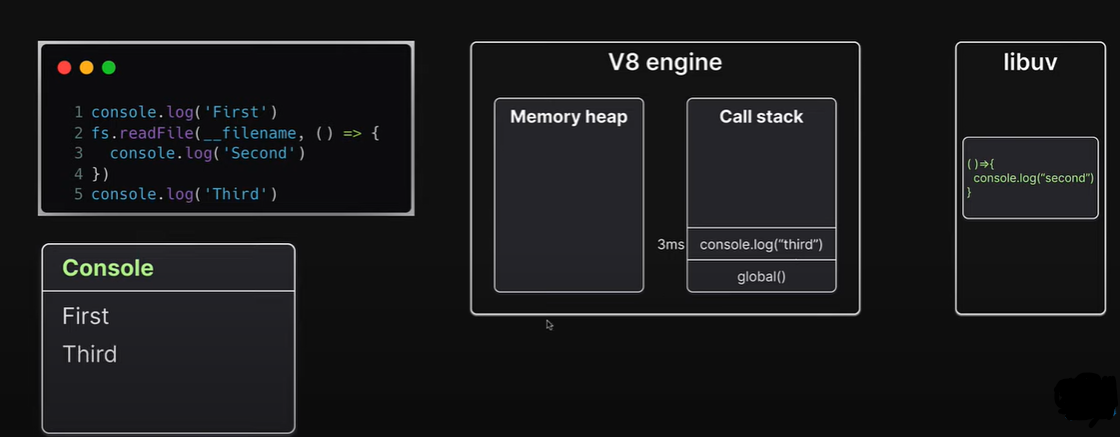 1 console.log('First')
2 fs.readFile(__filename, () => {
3   console.log('Second')
4 })
5 console.log('Third')
Console
First
Third
V8 engine
Memory heap
Call stack
3ms
console.log(“third”)
global()
libuv
()=>{
console.log(“second”)
}